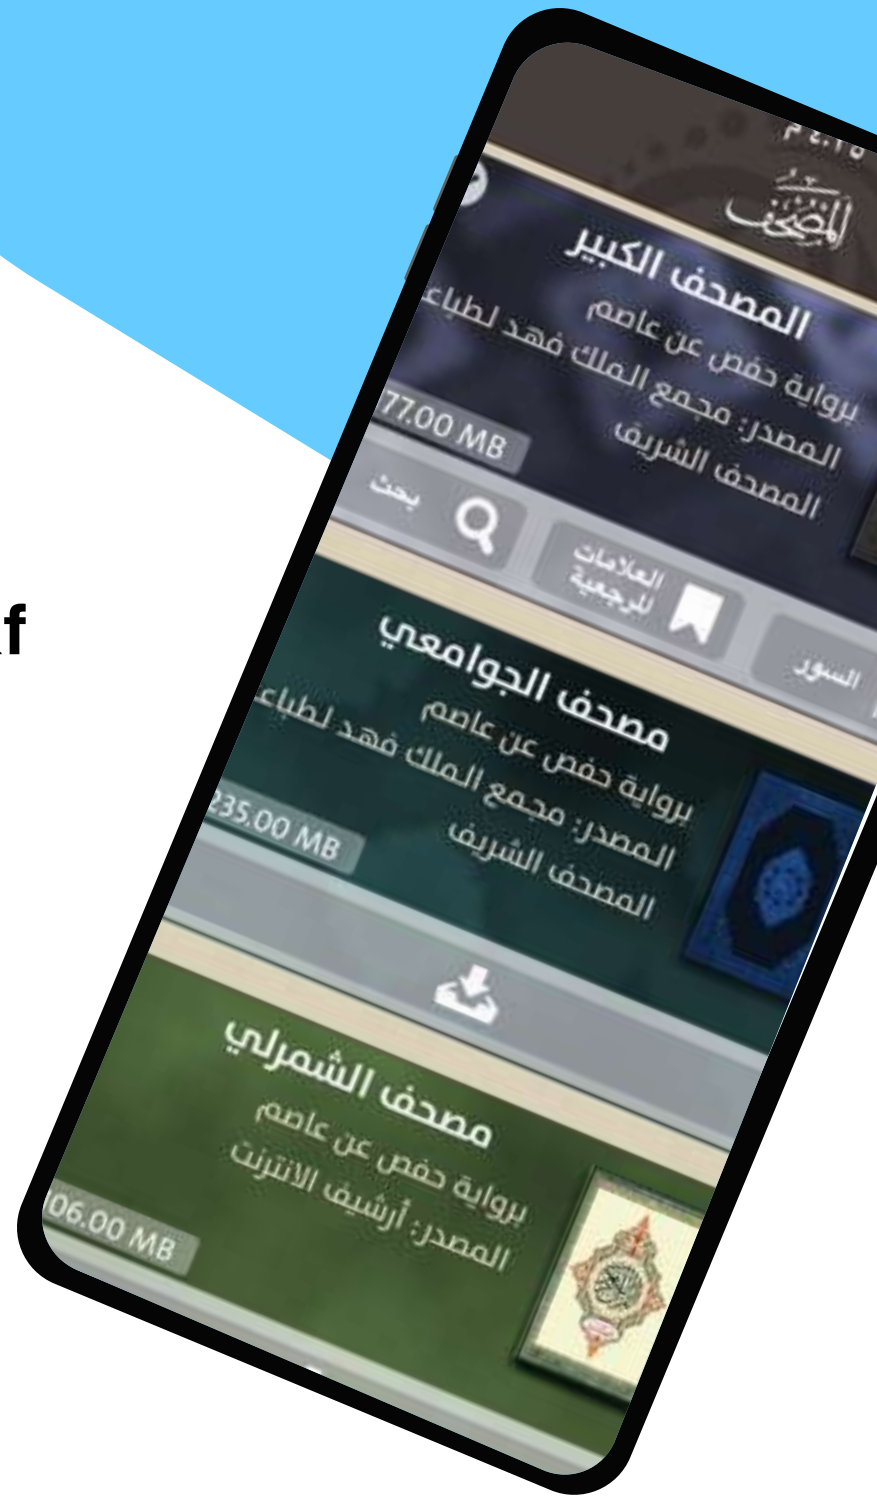 المصحف
المصحف الكبير
برواية حفص عن عاصم
المصدر: مجمع الملك فهد لطباع
المصحف الشريف
77.00 MB
السور
العلامات
المرجعية
بحث
مصحف الجوامعي
برواية حفص عن عاصم
المصدر: مجمع الملك فهد لطباع
المصحف الشريف
235.00 MB
مصحف الشمرلي
برواية حفص عن عاصم
المصدر: أرشيف الانترنت
06.00 MB